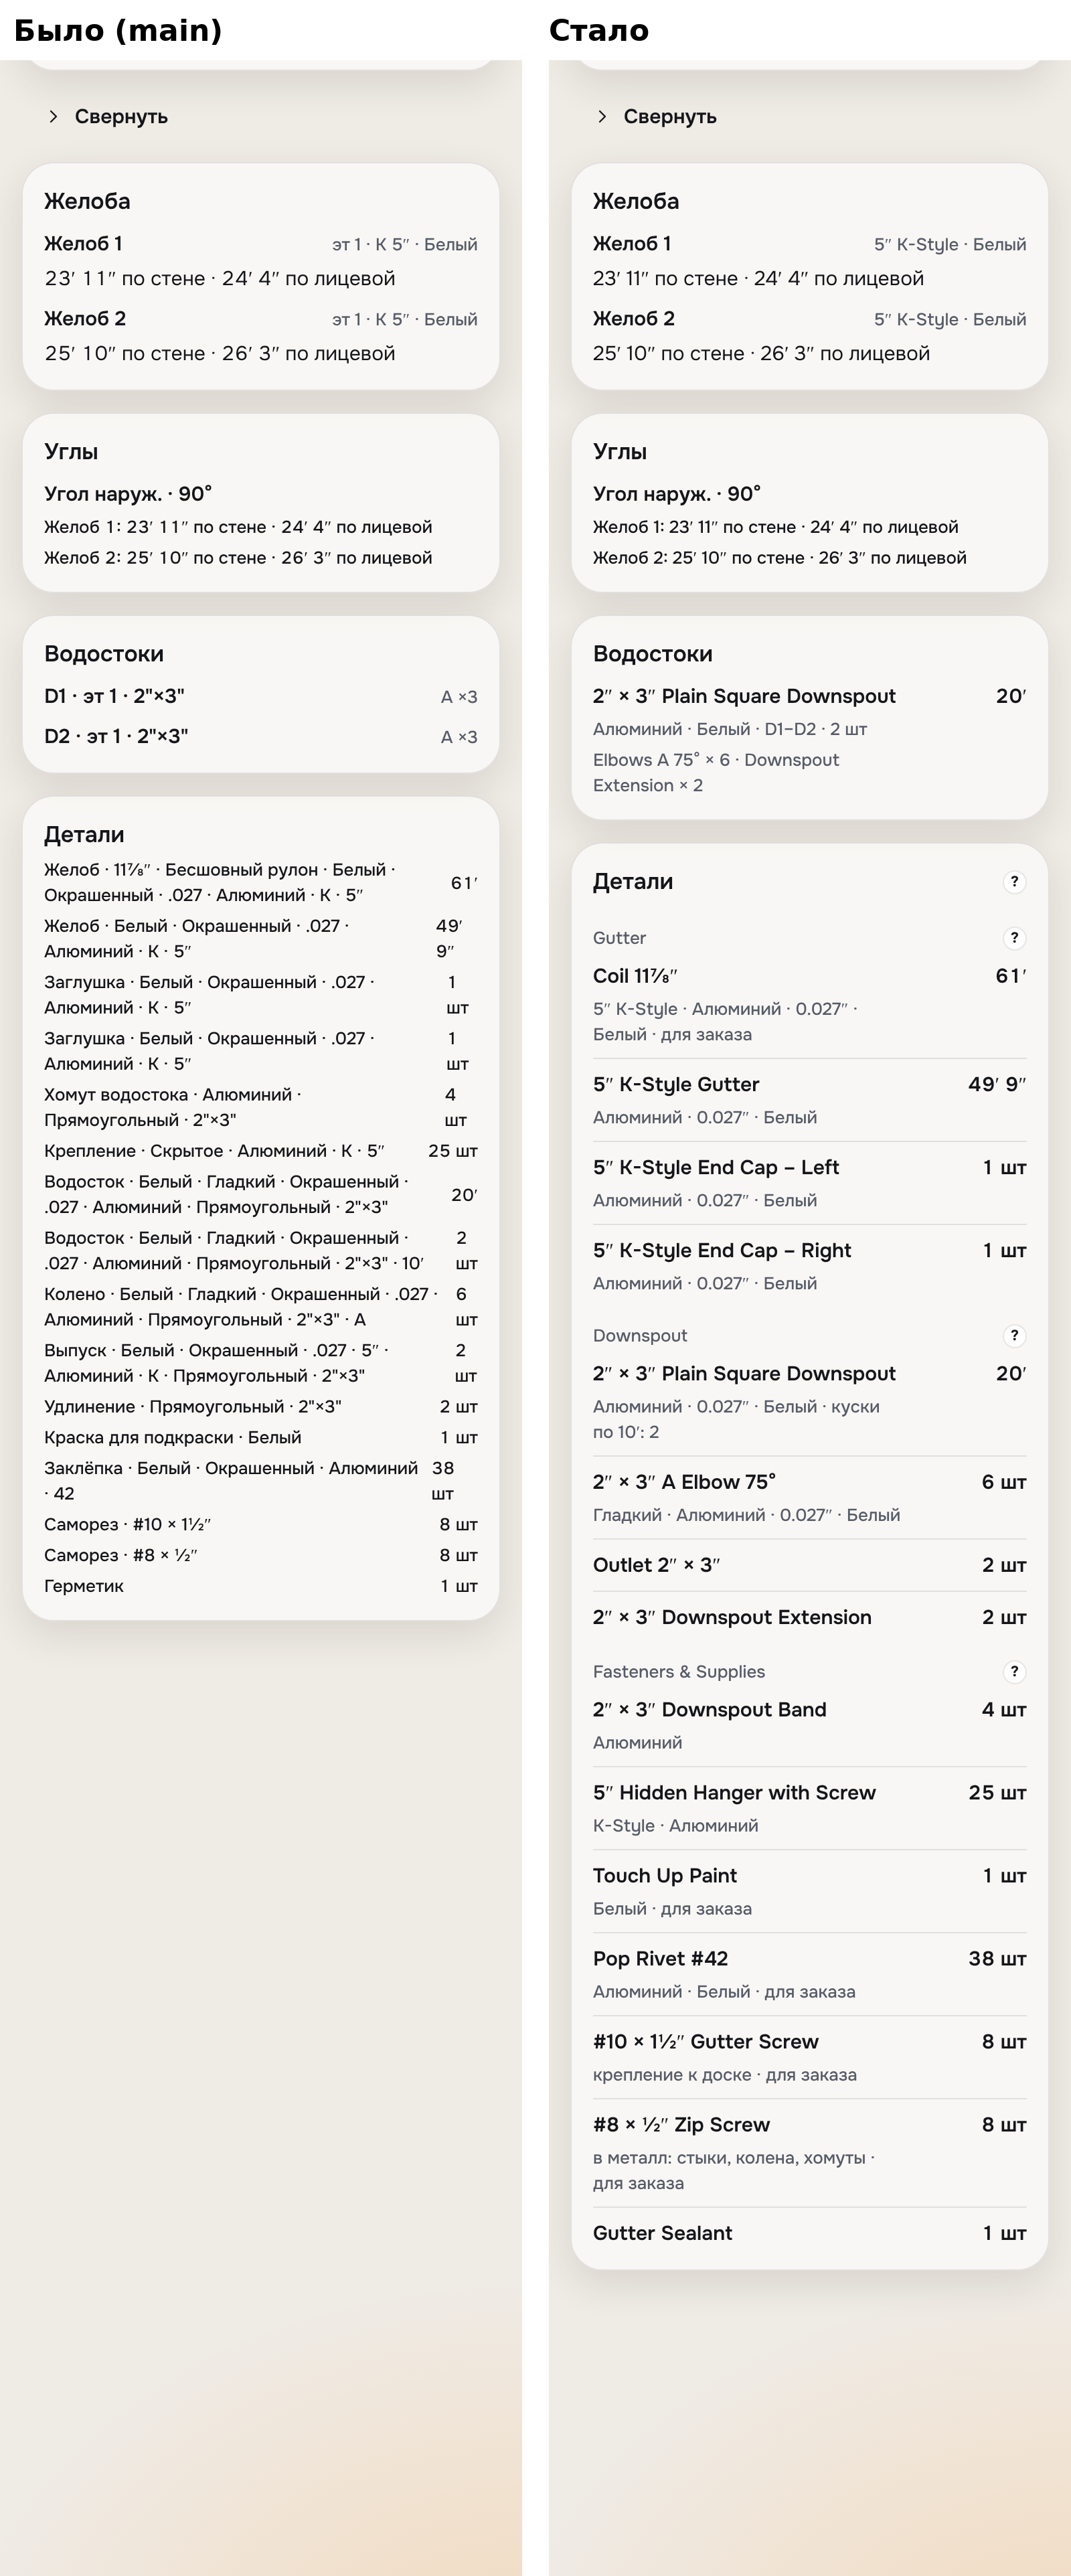 Было (main)
Свернуть
Желоба
Желоб 1 эт 1 · K 5″ · Белый
23′ 11″ по стене · 24′ 4″ по лицевой
Желоб 2 эт 1 · K 5″ · Белый
25′ 10″ по стене · 26′ 3″ по лицевой
Углы
Угол наруж. · 90°
Желоб 1: 23′ 11″ по стене · 24′ 4″ по лицевой
Желоб 2: 25′ 10″ по стене · 26′ 3″ по лицевой
Водостоки
D1 · эт 1 · 2"×3" A ×3
D2 · эт 1 · 2"×3" A ×3
Детали
Желоб · 11⅞″ · Бесшовный рулон · Белый ·
Окрашенный · .027 · Алюминий · K · 5″
61′
Желоб · Белый · Окрашенный · .027 ·
Алюминий · K · 5″
49′
9″
Заглушка · Белый · Окрашенный · .027 ·
Алюминий · K · 5″
1
шт
Заглушка · Белый · Окрашенный · .027 ·
Алюминий · K · 5″
1
шт
Хомут водостока · Алюминий ·
Прямоугольный · 2"×3"
4
шт
Крепление · Скрытое · Алюминий · K · 5″ 25 шт
Водосток · Белый · Гладкий · Окрашенный ·
.027 · Алюминий · Прямоугольный · 2"×3"
20′
Водосток · Белый · Гладкий · Окрашенный ·
.027 · Алюминий · Прямоугольный · 2"×3" · 10′
2
шт
Колено · Белый · Гладкий · Окрашенный · .027 ·
Алюминий · Прямоугольный · 2"×3" · A
6
шт
Выпуск · Белый · Окрашенный · .027 · 5″ ·
Алюминий · K · Прямоугольный · 2"×3"
2
шт
Удлинение · Прямоугольный · 2"×3" 2 шт
Краска для подкраски · Белый 1 шт
Заклёпка · Белый · Окрашенный · Алюминий
· 42
38
шт
Саморез · #10 × 1½″ 8 шт
Саморез · #8 × ½″ 8 шт
Герметик 1 шт
Стало
Свернуть
Желоба
Желоб 1 5″ K-Style · Белый
23′ 11″ по стене · 24′ 4″ по лицевой
Желоб 2 5″ K-Style · Белый
25′ 10″ по стене · 26′ 3″ по лицевой
Углы
Угол наруж. · 90°
Желоб 1: 23′ 11″ по стене · 24′ 4″ по лицевой
Желоб 2: 25′ 10″ по стене · 26′ 3″ по лицевой
Водостоки
2″ × 3″ Plain Square Downspout 20′
Алюминий · Белый · D1–D2 · 2 шт
Elbows A 75° × 6 · Downspout
Extension × 2
Детали ?
Gutter ?
Coil 11⅞″ 61′
5″ K-Style · Алюминий · 0.027″ ·
Белый · для заказа
5″ K-Style Gutter 49′ 9″
Алюминий · 0.027″ · Белый
5″ K-Style End Cap – Left 1 шт
Алюминий · 0.027″ · Белый
5″ K-Style End Cap – Right 1 шт
Алюминий · 0.027″ · Белый
Downspout ?
2″ × 3″ Plain Square Downspout 20′
Алюминий · 0.027″ · Белый · куски
по 10′: 2
2″ × 3″ A Elbow 75° 6 шт
Гладкий · Алюминий · 0.027″ · Белый
Outlet 2″ × 3″ 2 шт
2″ × 3″ Downspout Extension 2 шт
Fasteners & Supplies ?
2″ × 3″ Downspout Band 4 шт
Алюминий
5″ Hidden Hanger with Screw 25 шт
K-Style · Алюминий
Touch Up Paint 1 шт
Белый · для заказа
Pop Rivet #42 38 шт
Алюминий · Белый · для заказа
#10 × 1½″ Gutter Screw 8 шт
крепление к доске · для заказа
#8 × ½″ Zip Screw 8 шт
в металл: стыки, колена, хомуты ·
для заказа
Gutter Sealant 1 шт